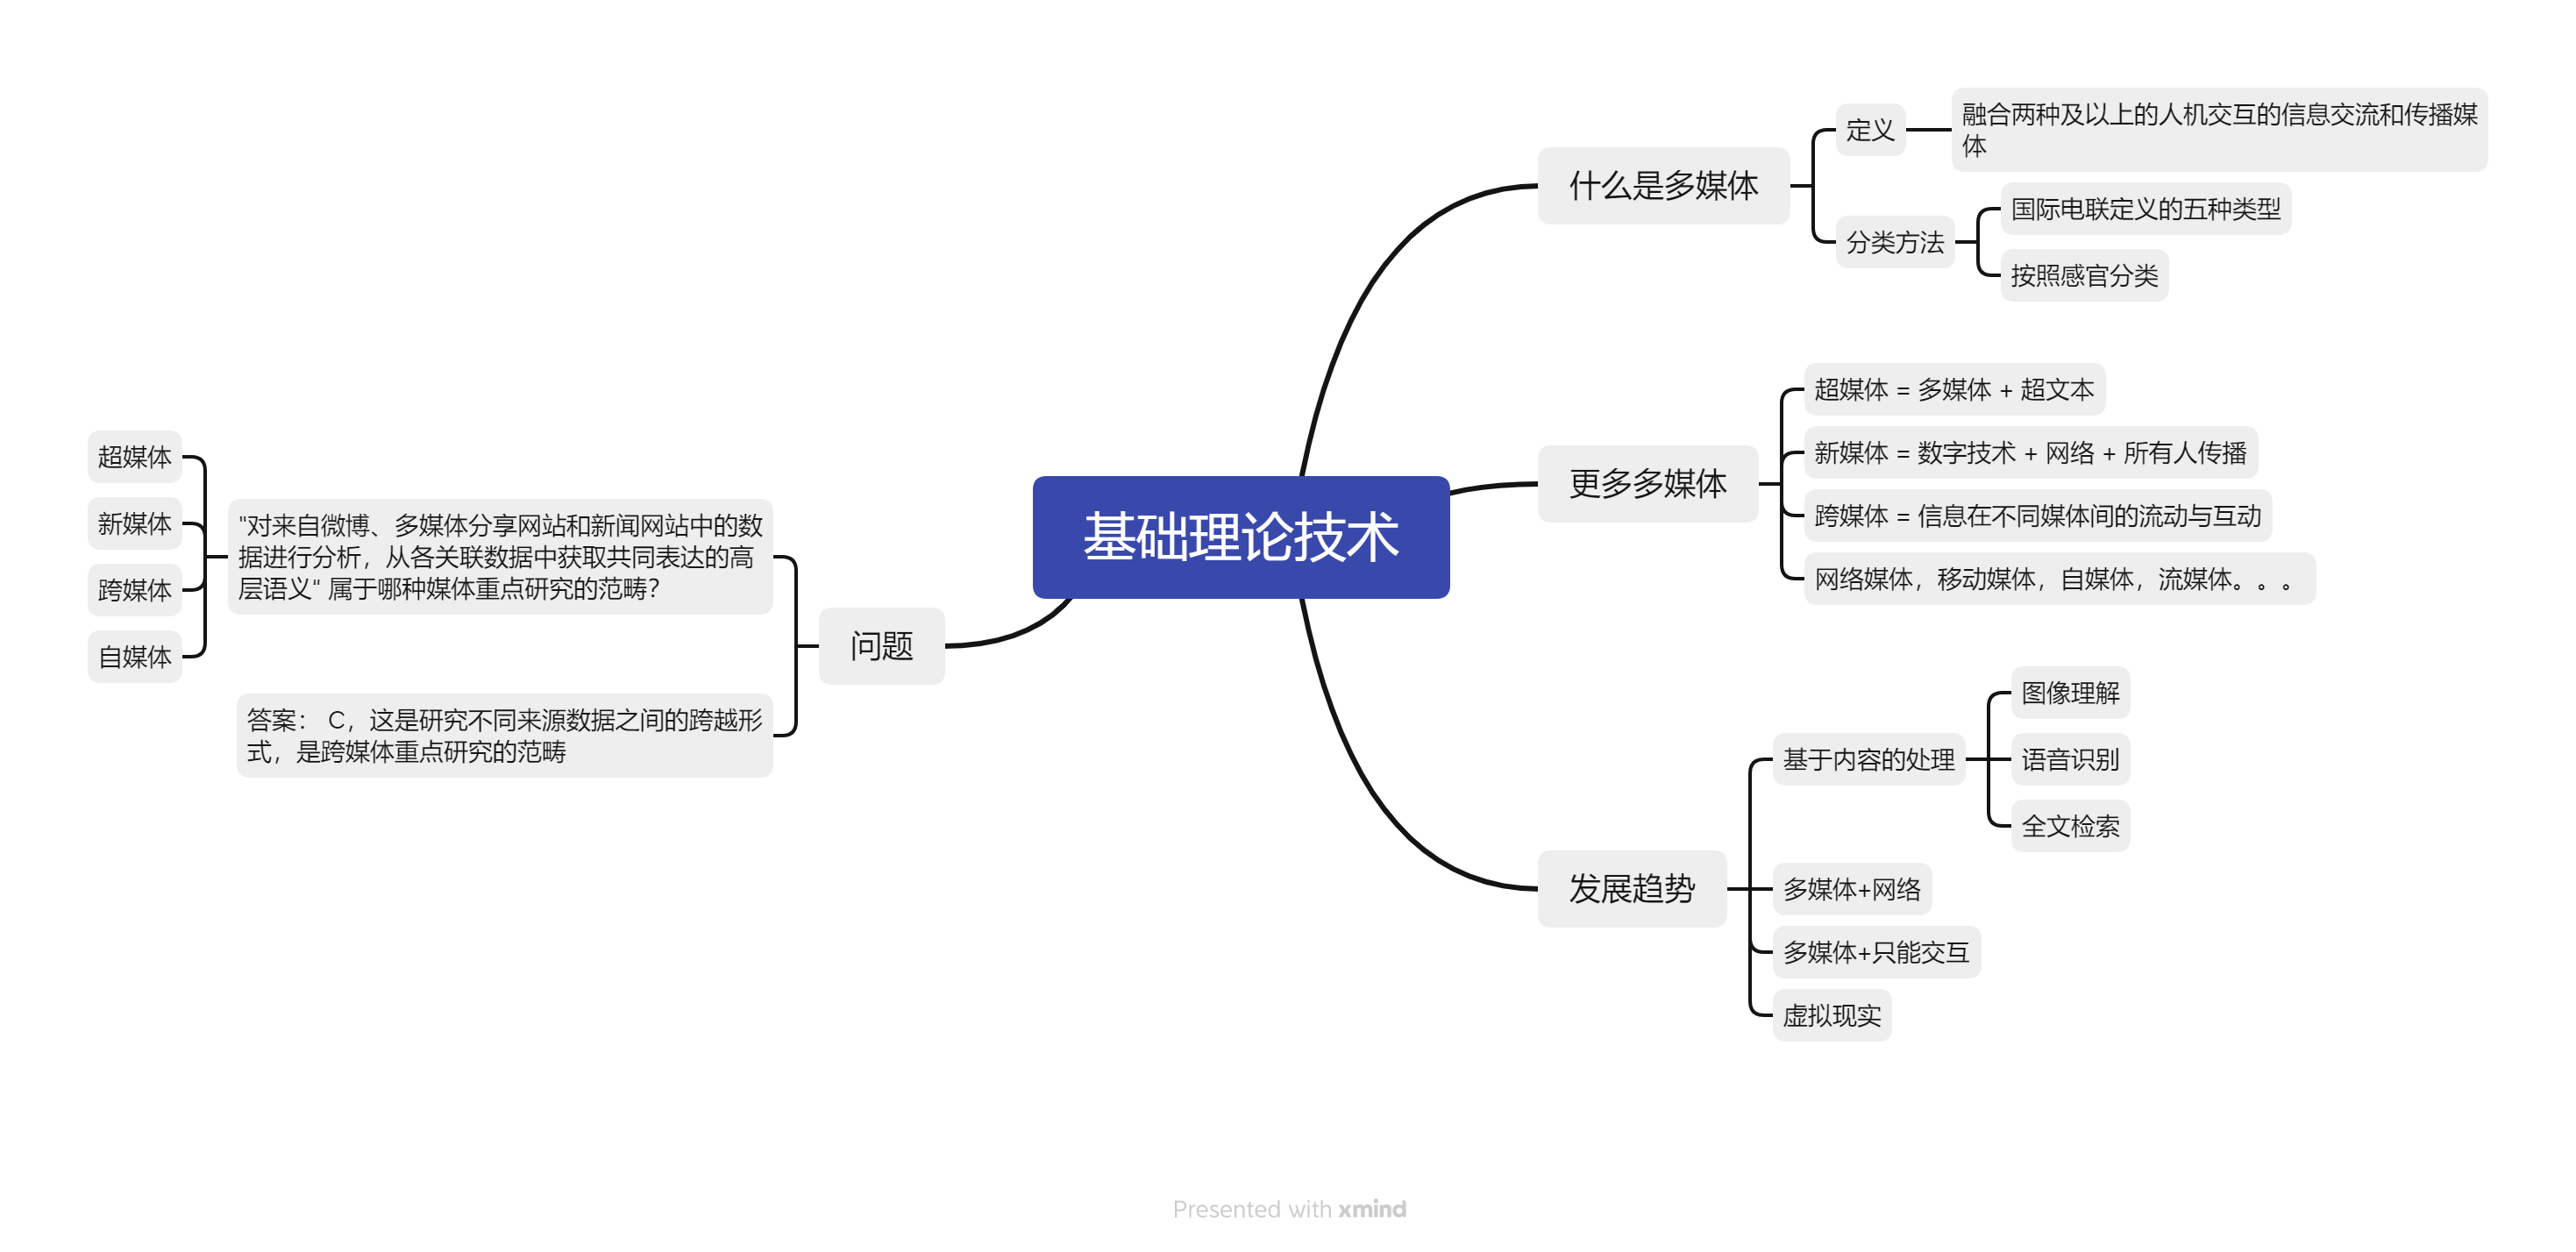 基础理论技术
什么是多媒体
定义
融合两种及以上的人机交互的信息交流和传播媒
体
分类方法
国际电联定义的五种类型
按照感官分类
更多多媒体
超媒体 = 多媒体 + 超文本
新媒体 = 数字技术 + 网络 + 所有人传播
跨媒体 = 信息在不同媒体间的流动与互动
网络媒体，移动媒体，自媒体，流媒体。。。
发展趋势
基于内容的处理
图像理解
语音识别
全文检索
多媒体+网络
多媒体+只能交互
虚拟现实
问题
"对来自微博、多媒体分享网站和新闻网站中的数
据进行分析，从各关联数据中获取共同表达的高
层语义" 属于哪种媒体重点研究的范畴？
超媒体
新媒体
跨媒体
自媒体
答案： C，这是研究不同来源数据之间的跨越形
式，是跨媒体重点研究的范畴
Presented with xmind